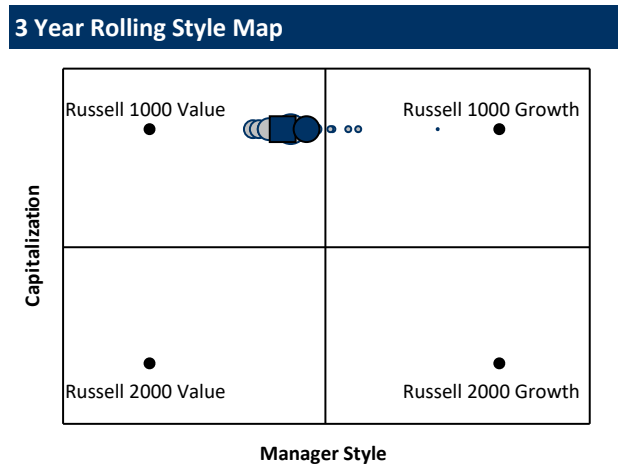 3 Year Rolling Style Map
Russell 1000 Value
Russell 1000 Growth
Capitalization
Russell 2000 Value
Russell 2000 Growth
Manager Style